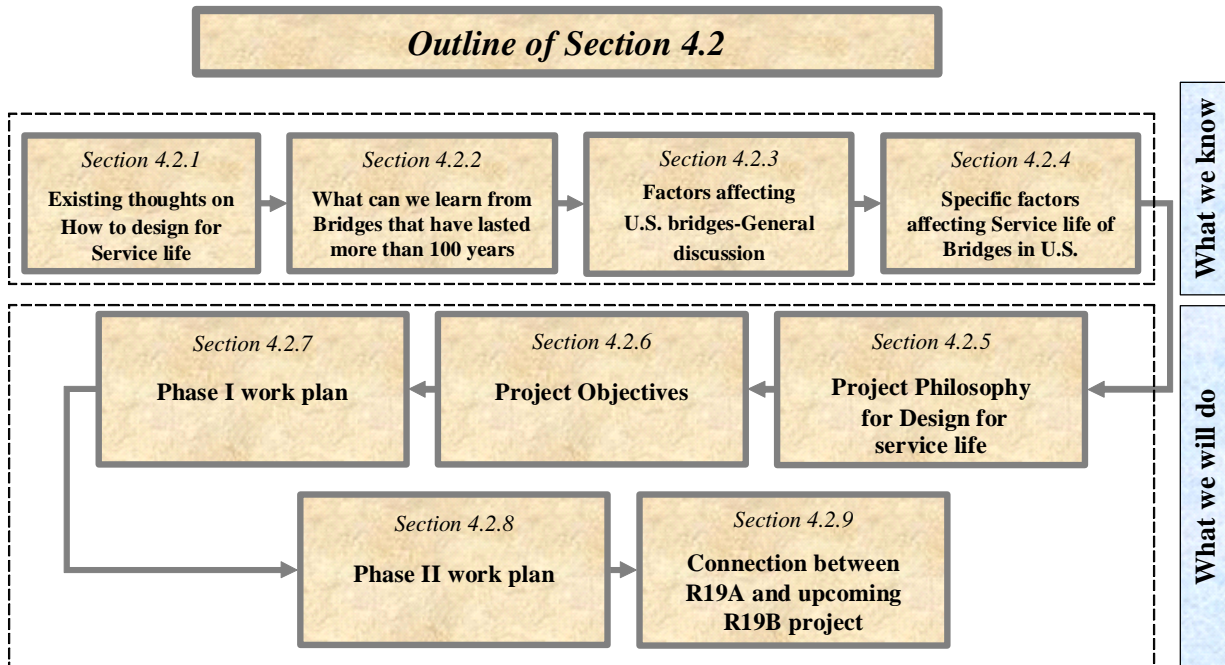 Outline of Section 4.2
What we know
Section 4.2.1
Existing thoughts on
How to design for
Service life
Section 4.2.2
What can we learn from
Bridges that have lasted
more than 100 years
Section 4.2.3
Factors affecting
U.S. bridges-General
discussion
Section 4.2.4
Specific factors
affecting Service life of
Bridges in U.S.
What we will do
Section 4.2.5
Project Philosophy
for Design for
service life
Section 4.2.6
Project Objectives
Section 4.2.7
Phase I work plan
Section 4.2.8
Phase II work plan
Section 4.2.9
Connection between
R19A and upcoming
R19B project